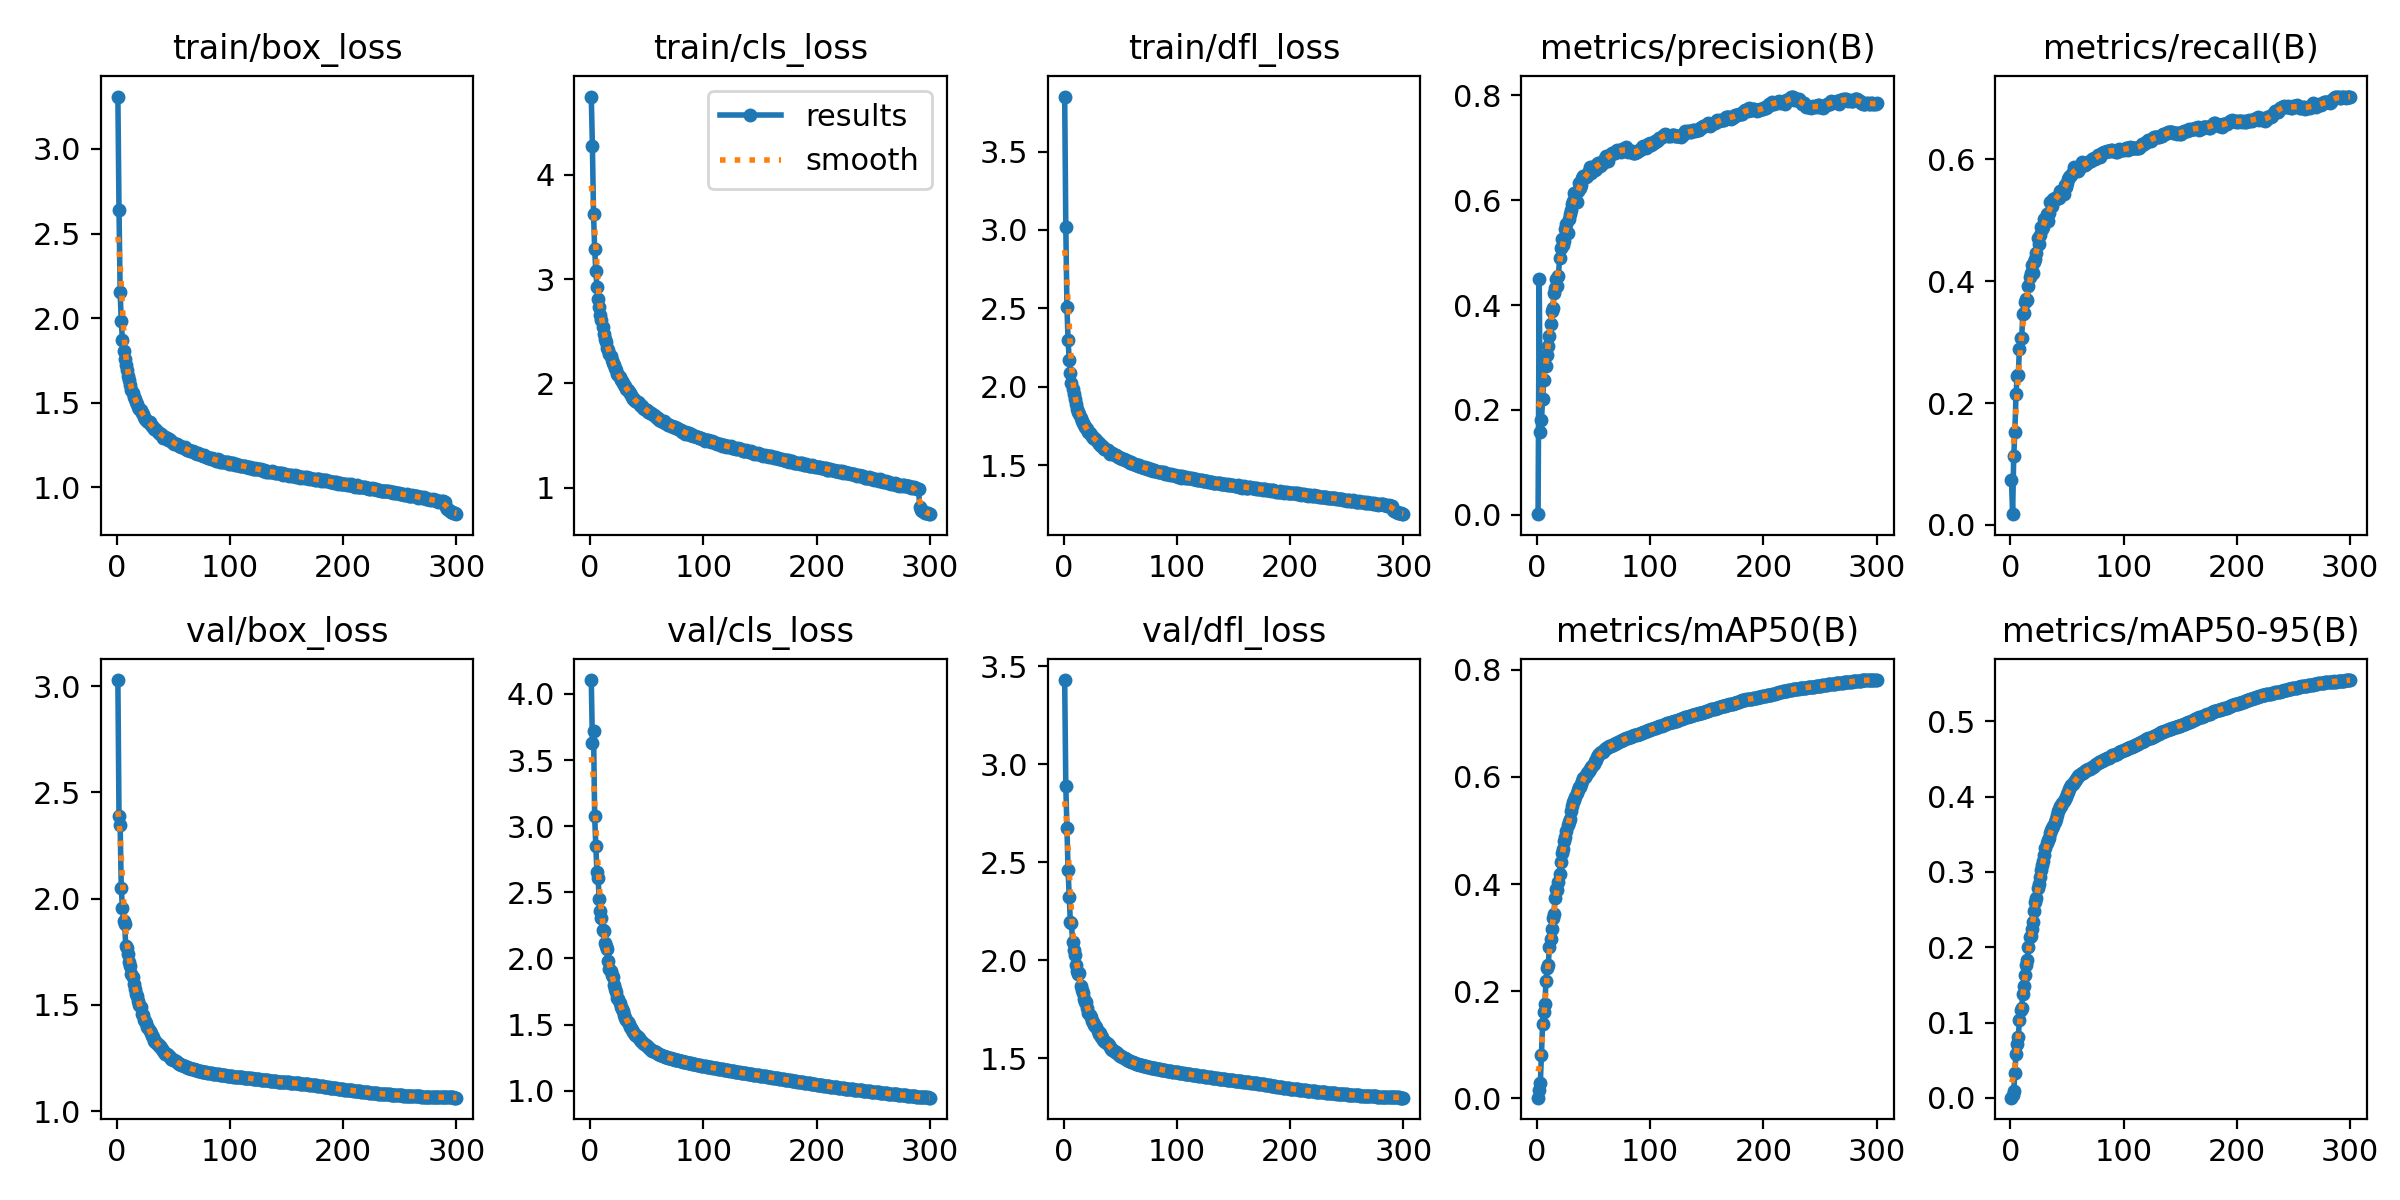 train/box_loss
3.0
2.5
2.0
1.5
1.0
0 100 200 300
train/cls_loss
results
smooth
4
3
2
1
0 100 200 300
train/dfl_loss
3.5
3.0
2.5
2.0
1.5
0 100 200 300
metrics/precision(B)
0.8
0.6
0.4
0.2
0.0
0 100 200 300
metrics/recall(B)
0.6
0.4
0.2
0.0
0 100 200 300
val/box_loss
3.0
2.5
2.0
1.5
1.0
0 100 200 300
val/cls_loss
4.0
3.5
3.0
2.5
2.0
1.5
1.0
0 100 200 300
val/dfl_loss
3.5
3.0
2.5
2.0
1.5
0 100 200 300
metrics/mAP50(B)
0.8
0.6
0.4
0.2
0.0
0 100 200 300
metrics/mAP50-95(B)
0.5
0.4
0.3
0.2
0.1
0.0
0 100 200 300